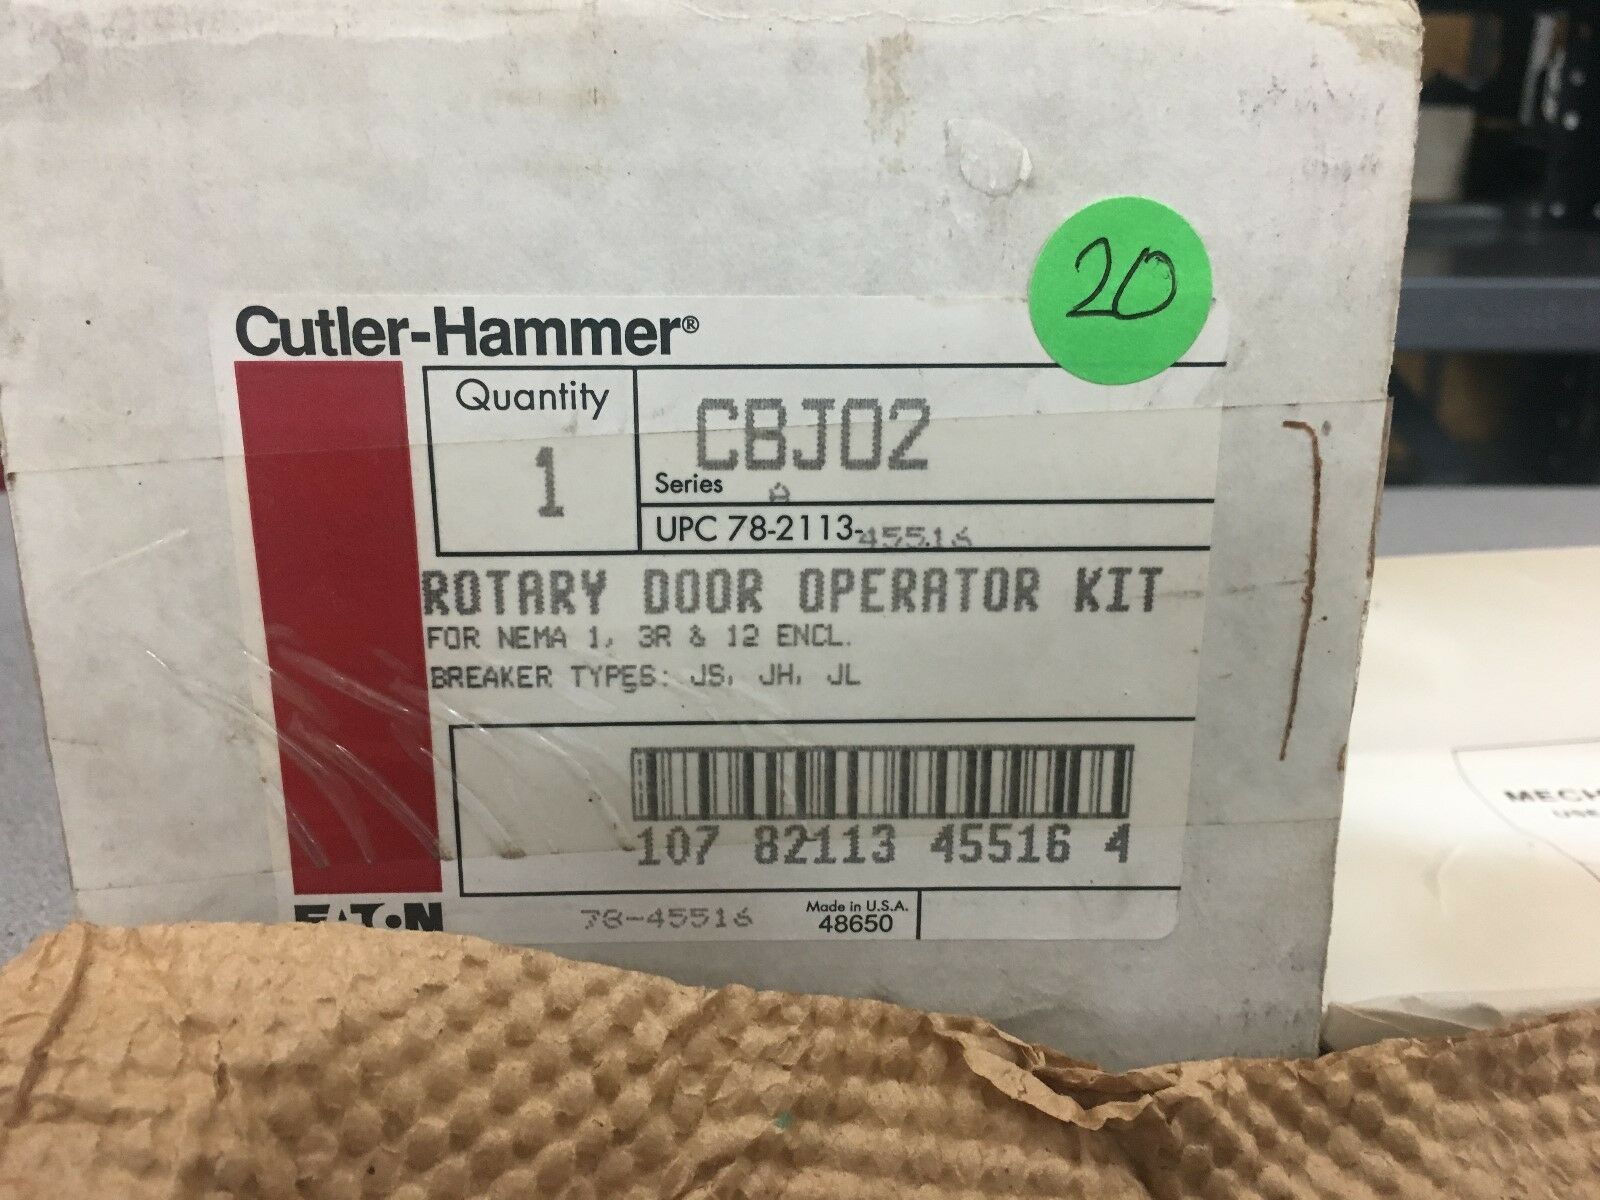 20
Cutler-Hammer®
Quantity
1
CBJ02
Series A
UPC 78-2113-45516
ROTARY DOOR OPERATOR KIT
FOR NEMA 1, 3R & 12 ENCL.
BREAKER TYPES: JS, JH, JL
107 82113 45516 4
EATON
78-45516
Made in U.S.A.
48650